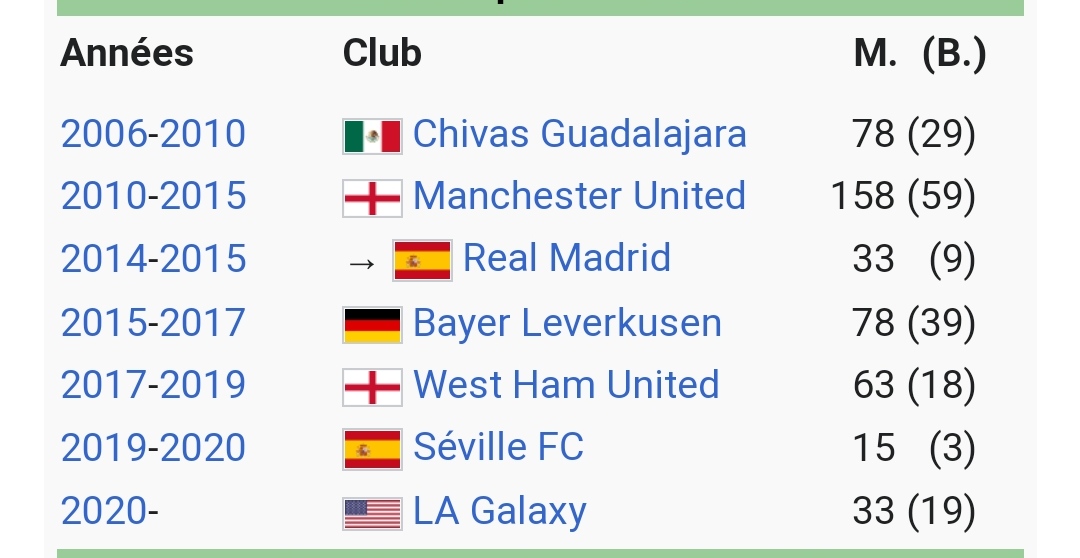 Années Club M. (B.)
2006-2010 Chivas Guadalajara 78 (29)
2010-2015 Manchester United 158 (59)
2014-2015 → Real Madrid 33 (9)
2015-2017 Bayer Leverkusen 78 (39)
2017-2019 West Ham United 63 (18)
2019-2020 Séville FC 15 (3)
2020- LA Galaxy 33 (19)